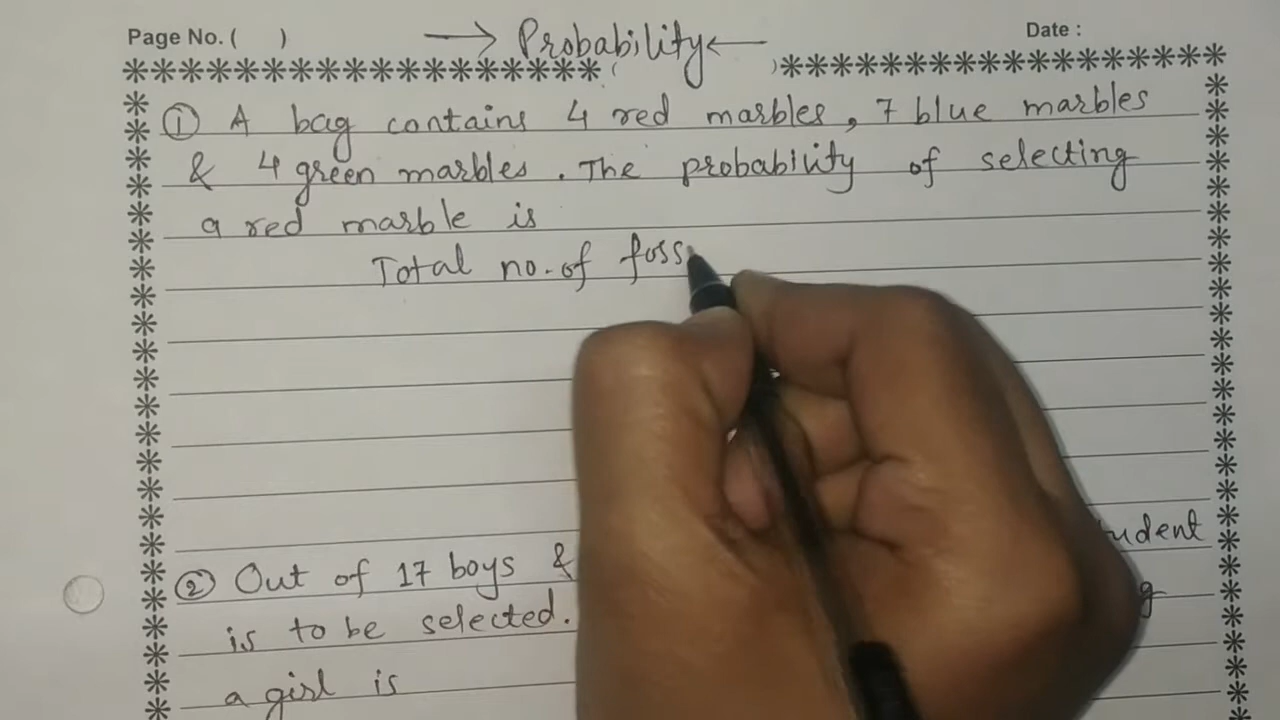 Page No. ( ) → Probability ← Date :
① A bag contains 4 red marbles, 7 blue marbles
& 4 green marbles. The probability of selecting
a red marble is
Total no. of poss
② Out of 17 boys & udent
is to be selected. g
a girl is